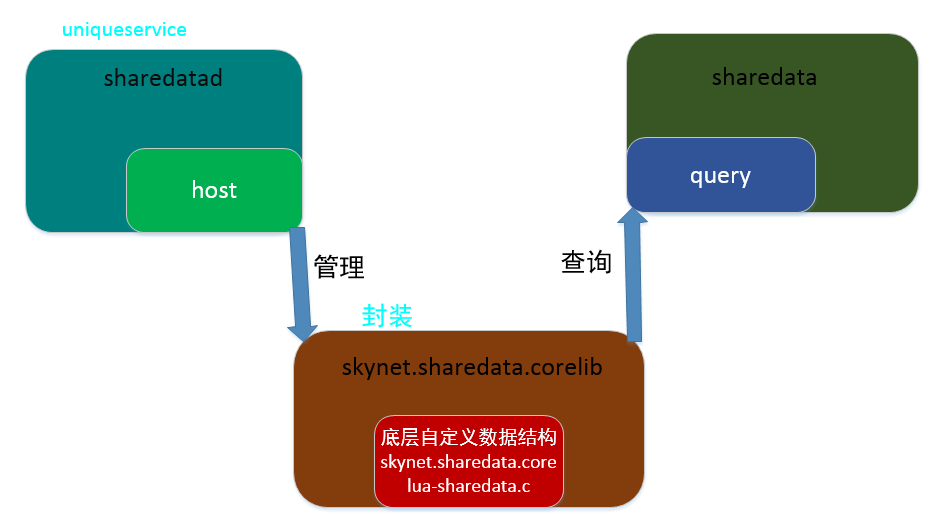 uniqueservice
sharedatad
host
sharedata
query
管理
查询
封装
skynet.sharedata.corelib
底层自定义数据结构
skynet.sharedata.core
lua-sharedata.c